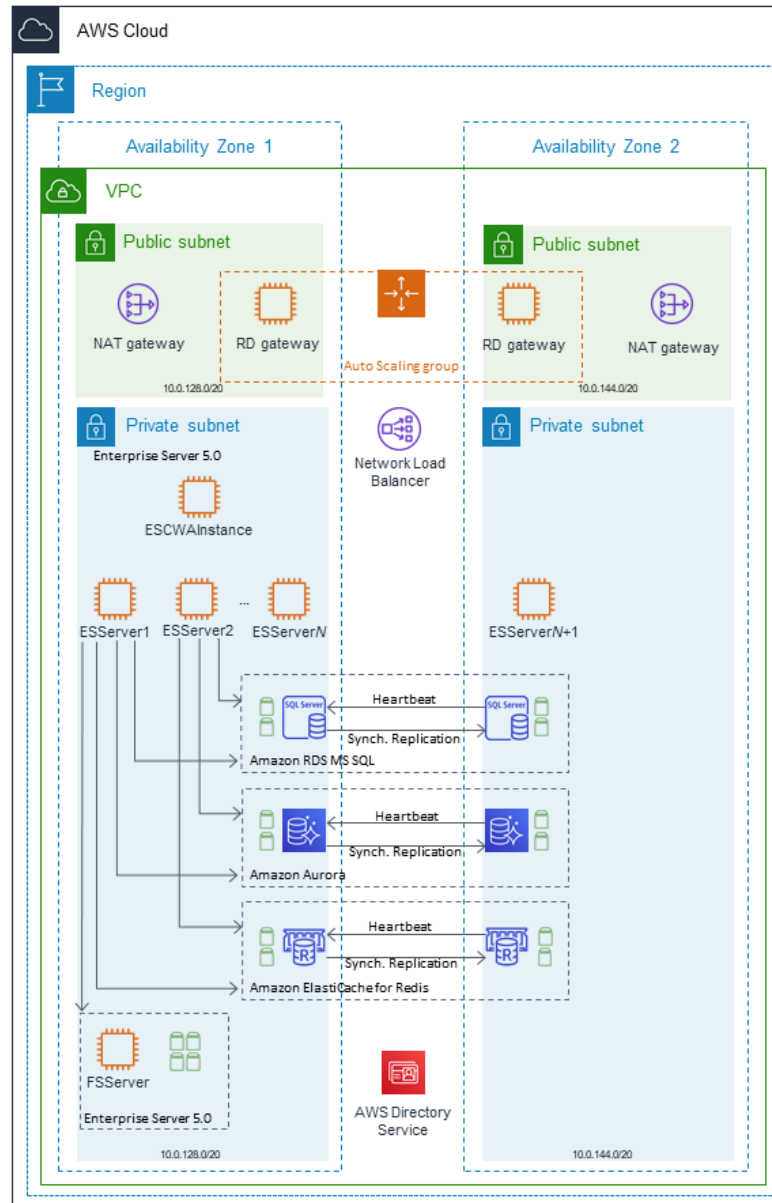 AWS Cloud
Region
Availability Zone 1
Availability Zone 2
VPC
Public subnet
Public subnet
NAT gateway
RD gateway
RD gateway
NAT gateway
Auto Scaling group
10.0.128.0/20
10.0.144.0/20
Private subnet
Private subnet
Enterprise Server 5.0
Network Load
Balancer
ESCWAInstance
...
ESServer1
ESServer2
ESServerN
ESServerN+1
SQL Server
Heartbeat
SQL Server
Synch. Replication
Amazon RDS MS SQL
Heartbeat
Synch. Replication
Amazon Aurora
Heartbeat
R
R
Synch. Replication
Amazon ElastiCache for Redis
FSServer
Enterprise Server 5.0
AWS Directory
Service
10.0.128.0/20
10.0.144.0/20